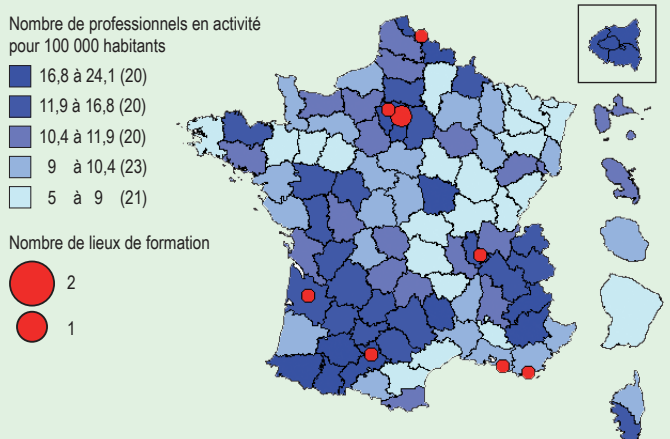 Nombre de professionnels en activité
pour 100 000 habitants
16,8 à 24,1 (20)
11,9 à 16,8 (20)
10,4 à 11,9 (20)
9 à 10,4 (23)
5 à 9 (21)
Nombre de lieux de formation
2
1